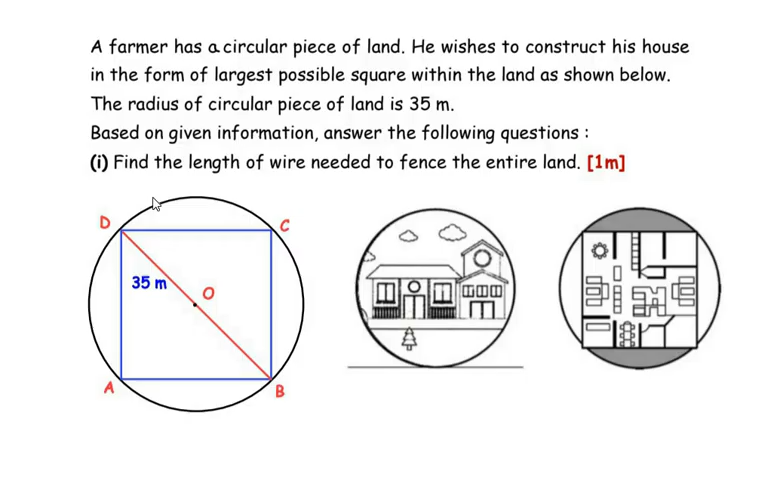 A farmer has a circular piece of land. He wishes to construct his house
in the form of largest possible square within the land as shown below.
The radius of circular piece of land is 35 m.
Based on given information, answer the following questions :
(i) Find the length of wire needed to fence the entire land. [1m]
D
C
35 m
O
A
B